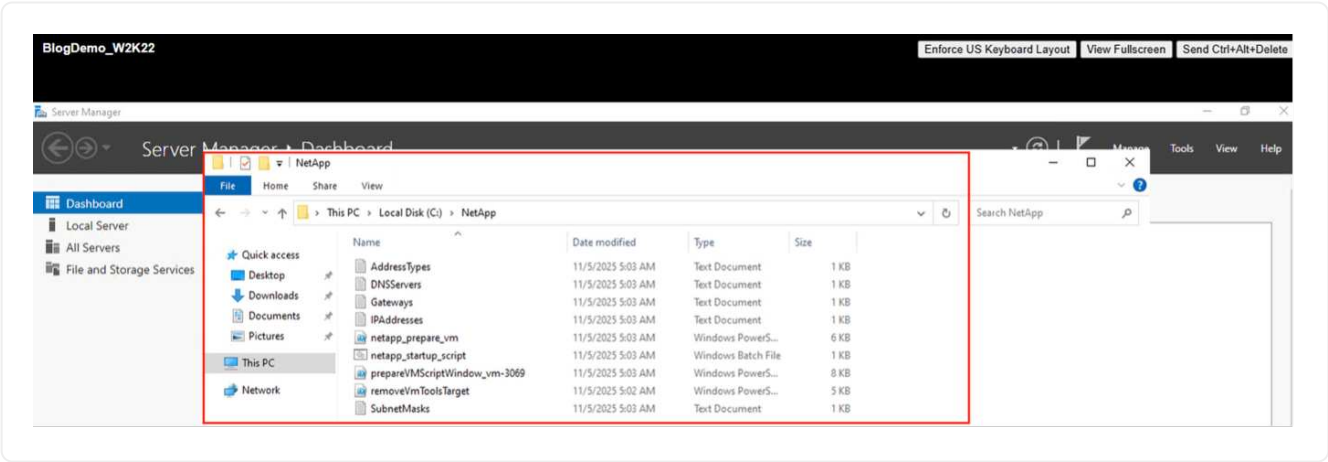 BlogDemo_W2K22
Enforce US Keyboard Layout View Fullscreen Send Ctrl+Alt+Delete
Server Manager
Server Manager Dashboard
Manage Tools View Help
NetApp
File Home Share View
This PC > Local Disk (C:) > NetApp
Search NetApp
Dashboard
Local Server
All Servers
File and Storage Services
Quick access
Desktop
Downloads
Documents
Pictures
This PC
Network
Name Date modified Type Size
AddressTypes 11/5/2025 5:03 AM Text Document 1 KB
DNSServers 11/5/2025 5:03 AM Text Document 1 KB
Gateways 11/5/2025 5:03 AM Text Document 1 KB
IPAddresses 11/5/2025 5:03 AM Text Document 1 KB
netapp_prepare_vm 11/5/2025 5:03 AM Windows PowerS... 6 KB
netapp_startup_script 11/5/2025 5:03 AM Windows Batch File 1 KB
prepareVMScriptWindow_vm-3069 11/5/2025 5:03 AM Windows PowerS... 8 KB
removeVmToolsTarget 11/5/2025 5:02 AM Windows PowerS... 5 KB
SubnetMasks 11/5/2025 5:03 AM Text Document 1 KB